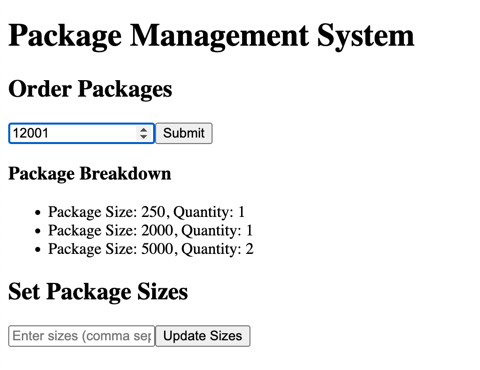 Package Management System
Order Packages
12001 Submit
Package Breakdown
• Package Size: 250, Quantity: 1
• Package Size: 2000, Quantity: 1
• Package Size: 5000, Quantity: 2
Set Package Sizes
Enter sizes (comma sep Update Sizes